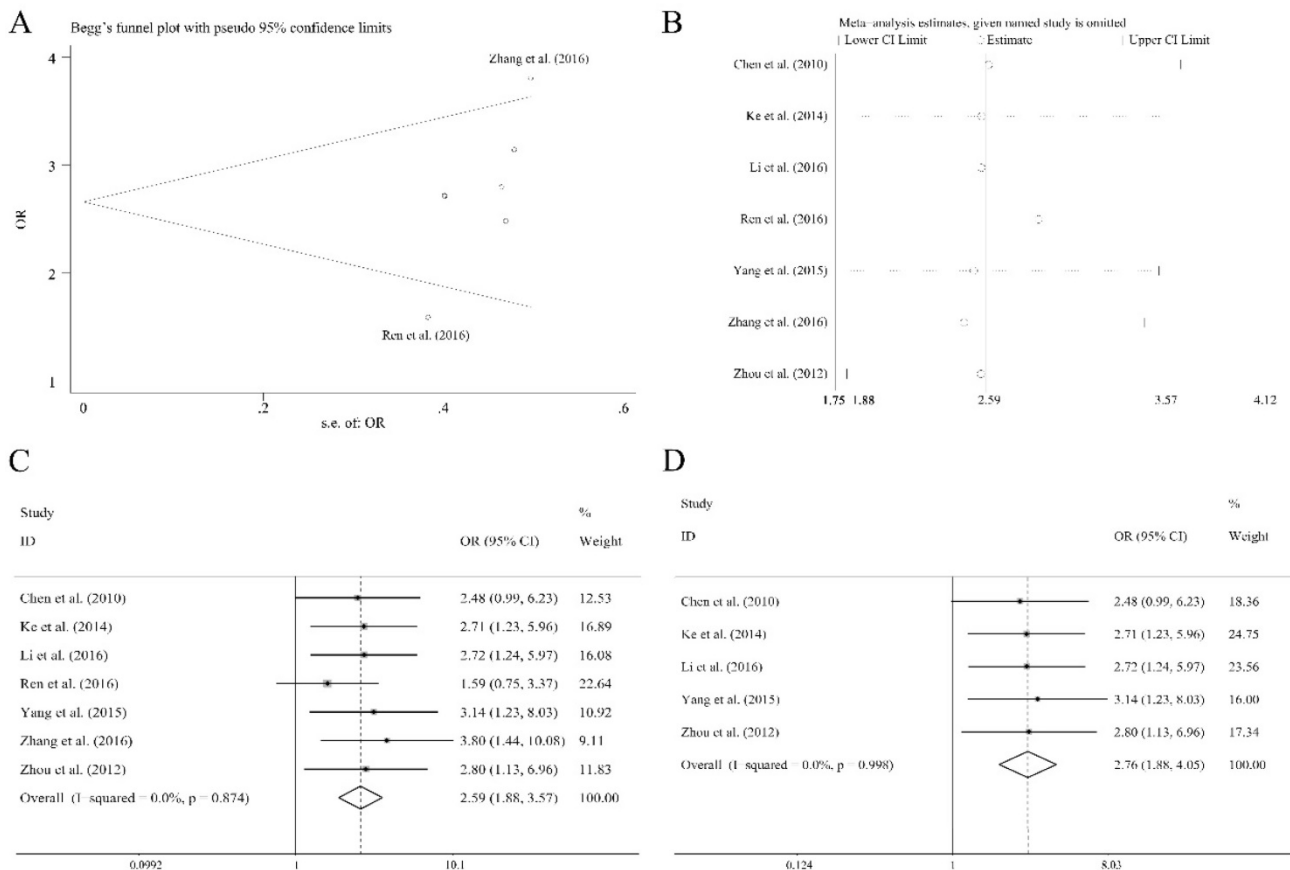 A
Begg's funnel plot with pseudo 95% confidence limits
Zhang et al. (2016)
Ren et al. (2016)
OR
4
3
2
1
0 .2 .4 .6
s.e. of: OR
B
Meta-analysis estimates, given named study is omitted
Lower CI Limit Estimate Upper CI Limit
Chen et al. (2010)
Ke et al. (2014)
Li et al. (2016)
Ren et al. (2016)
Yang et al. (2015)
Zhang et al. (2016)
Zhou et al. (2012)
1.75 1.88 2.59 3.57 4.12
C
Study %
ID OR (95% CI) Weight
Chen et al. (2010) 2.48 (0.99, 6.23) 12.53
Ke et al. (2014) 2.71 (1.23, 5.96) 16.89
Li et al. (2016) 2.72 (1.24, 5.97) 16.08
Ren et al. (2016) 1.59 (0.75, 3.37) 22.64
Yang et al. (2015) 3.14 (1.23, 8.03) 10.92
Zhang et al. (2016) 3.80 (1.44, 10.08) 9.11
Zhou et al. (2012) 2.80 (1.13, 6.96) 11.83
Overall (I-squared = 0.0%, p = 0.874) 2.59 (1.88, 3.57) 100.00
0.0992 1 10.1
D
Study %
ID OR (95% CI) Weight
Chen et al. (2010) 2.48 (0.99, 6.23) 18.36
Ke et al. (2014) 2.71 (1.23, 5.96) 24.75
Li et al. (2016) 2.72 (1.24, 5.97) 23.56
Yang et al. (2015) 3.14 (1.23, 8.03) 16.00
Zhou et al. (2012) 2.80 (1.13, 6.96) 17.34
Overall (I-squared = 0.0%, p = 0.998) 2.76 (1.88, 4.05) 100.00
0.124 1 8.03